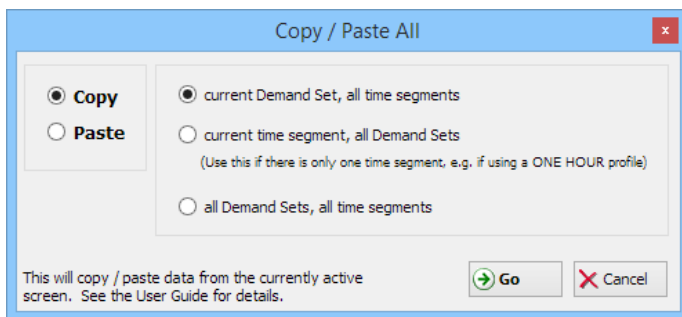 Copy / Paste All
x
Copy
Paste
current Demand Set, all time segments
current time segment, all Demand Sets
(Use this if there is only one time segment, e.g. if using a ONE HOUR profile)
all Demand Sets, all time segments
This will copy / paste data from the currently active
screen. See the User Guide for details.
Go
Cancel